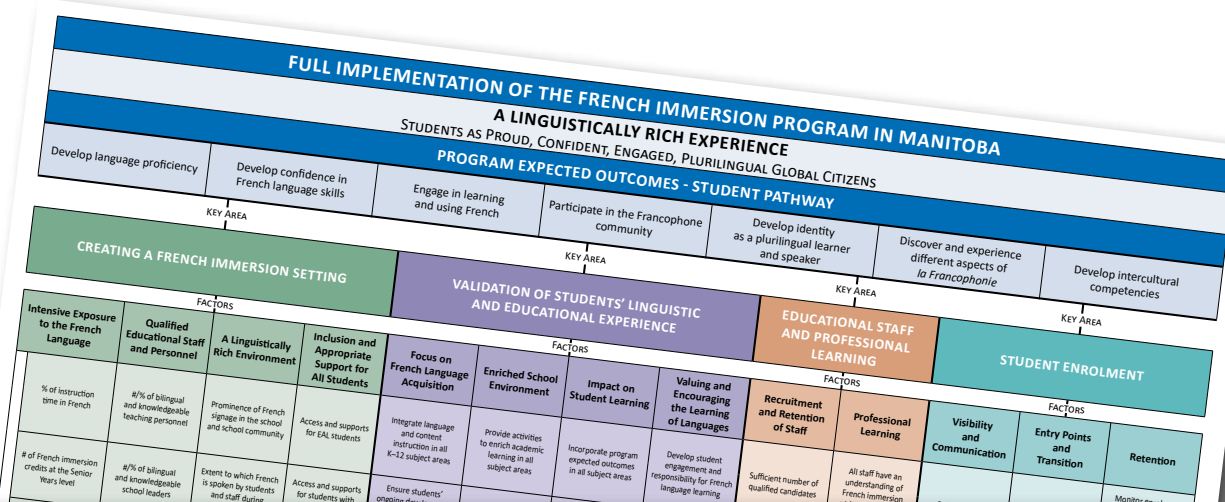 FULL IMPLEMENTATION OF THE FRENCH IMMERSION PROGRAM IN MANITOBA
A LINGUISTICALLY RICH EXPERIENCE
STUDENTS AS PROUD, CONFIDENT, ENGAGED, PLURILINGUAL GLOBAL CITIZENS
PROGRAM EXPECTED OUTCOMES - STUDENT PATHWAY
Develop language proficiency
Develop confidence in
French language skills
Engage in learning
and using French
Participate in the Francophone
community
Develop identity
as a plurilingual learner
and speaker
Discover and experience
different aspects of
la Francophonie
Develop intercultural
competencies
KEY AREA
KEY AREA
KEY AREA
KEY AREA
CREATING A FRENCH IMMERSION SETTING
VALIDATION OF STUDENTS' LINGUISTIC
AND EDUCATIONAL EXPERIENCE
EDUCATIONAL STAFF
AND PROFESSIONAL
LEARNING
STUDENT ENROLMENT
FACTORS
FACTORS
FACTORS
FACTORS
Intensive Exposure
to the French
Language
Qualified
Educational Staff
and Personnel
A Linguistically
Rich Environment
Inclusion and
Appropriate
Support for
All Students
Focus on
French Language
Acquisition
Enriched School
Environment
Impact on
Student Learning
Valuing and
Encouraging
the Learning
of Languages
Recruitment
and Retention
of Staff
Professional
Learning
Visibility
and
Communication
Entry Points
and
Transition
Retention
% of instruction
time in French
#/% of bilingual
and knowledgeable
teaching personnel
Prominence of French
signage in the school
and school community
Access and supports
for EAL students
Integrate language
and content
instruction in all
K–12 subject areas
Provide activities
to enrich academic
learning in all
subject areas
Incorporate program
expected outcomes
in all subject areas
Develop student
engagement and
responsibility for French
language learning
Sufficient number of
qualified candidates
All staff have an
understanding of
French immersion
# of French immersion
credits at the Senior
Years level
#/% of bilingual
and knowledgeable
school leaders
Extent to which French
is spoken by students
and staff during
Access and supports
for students with
Ensure students'